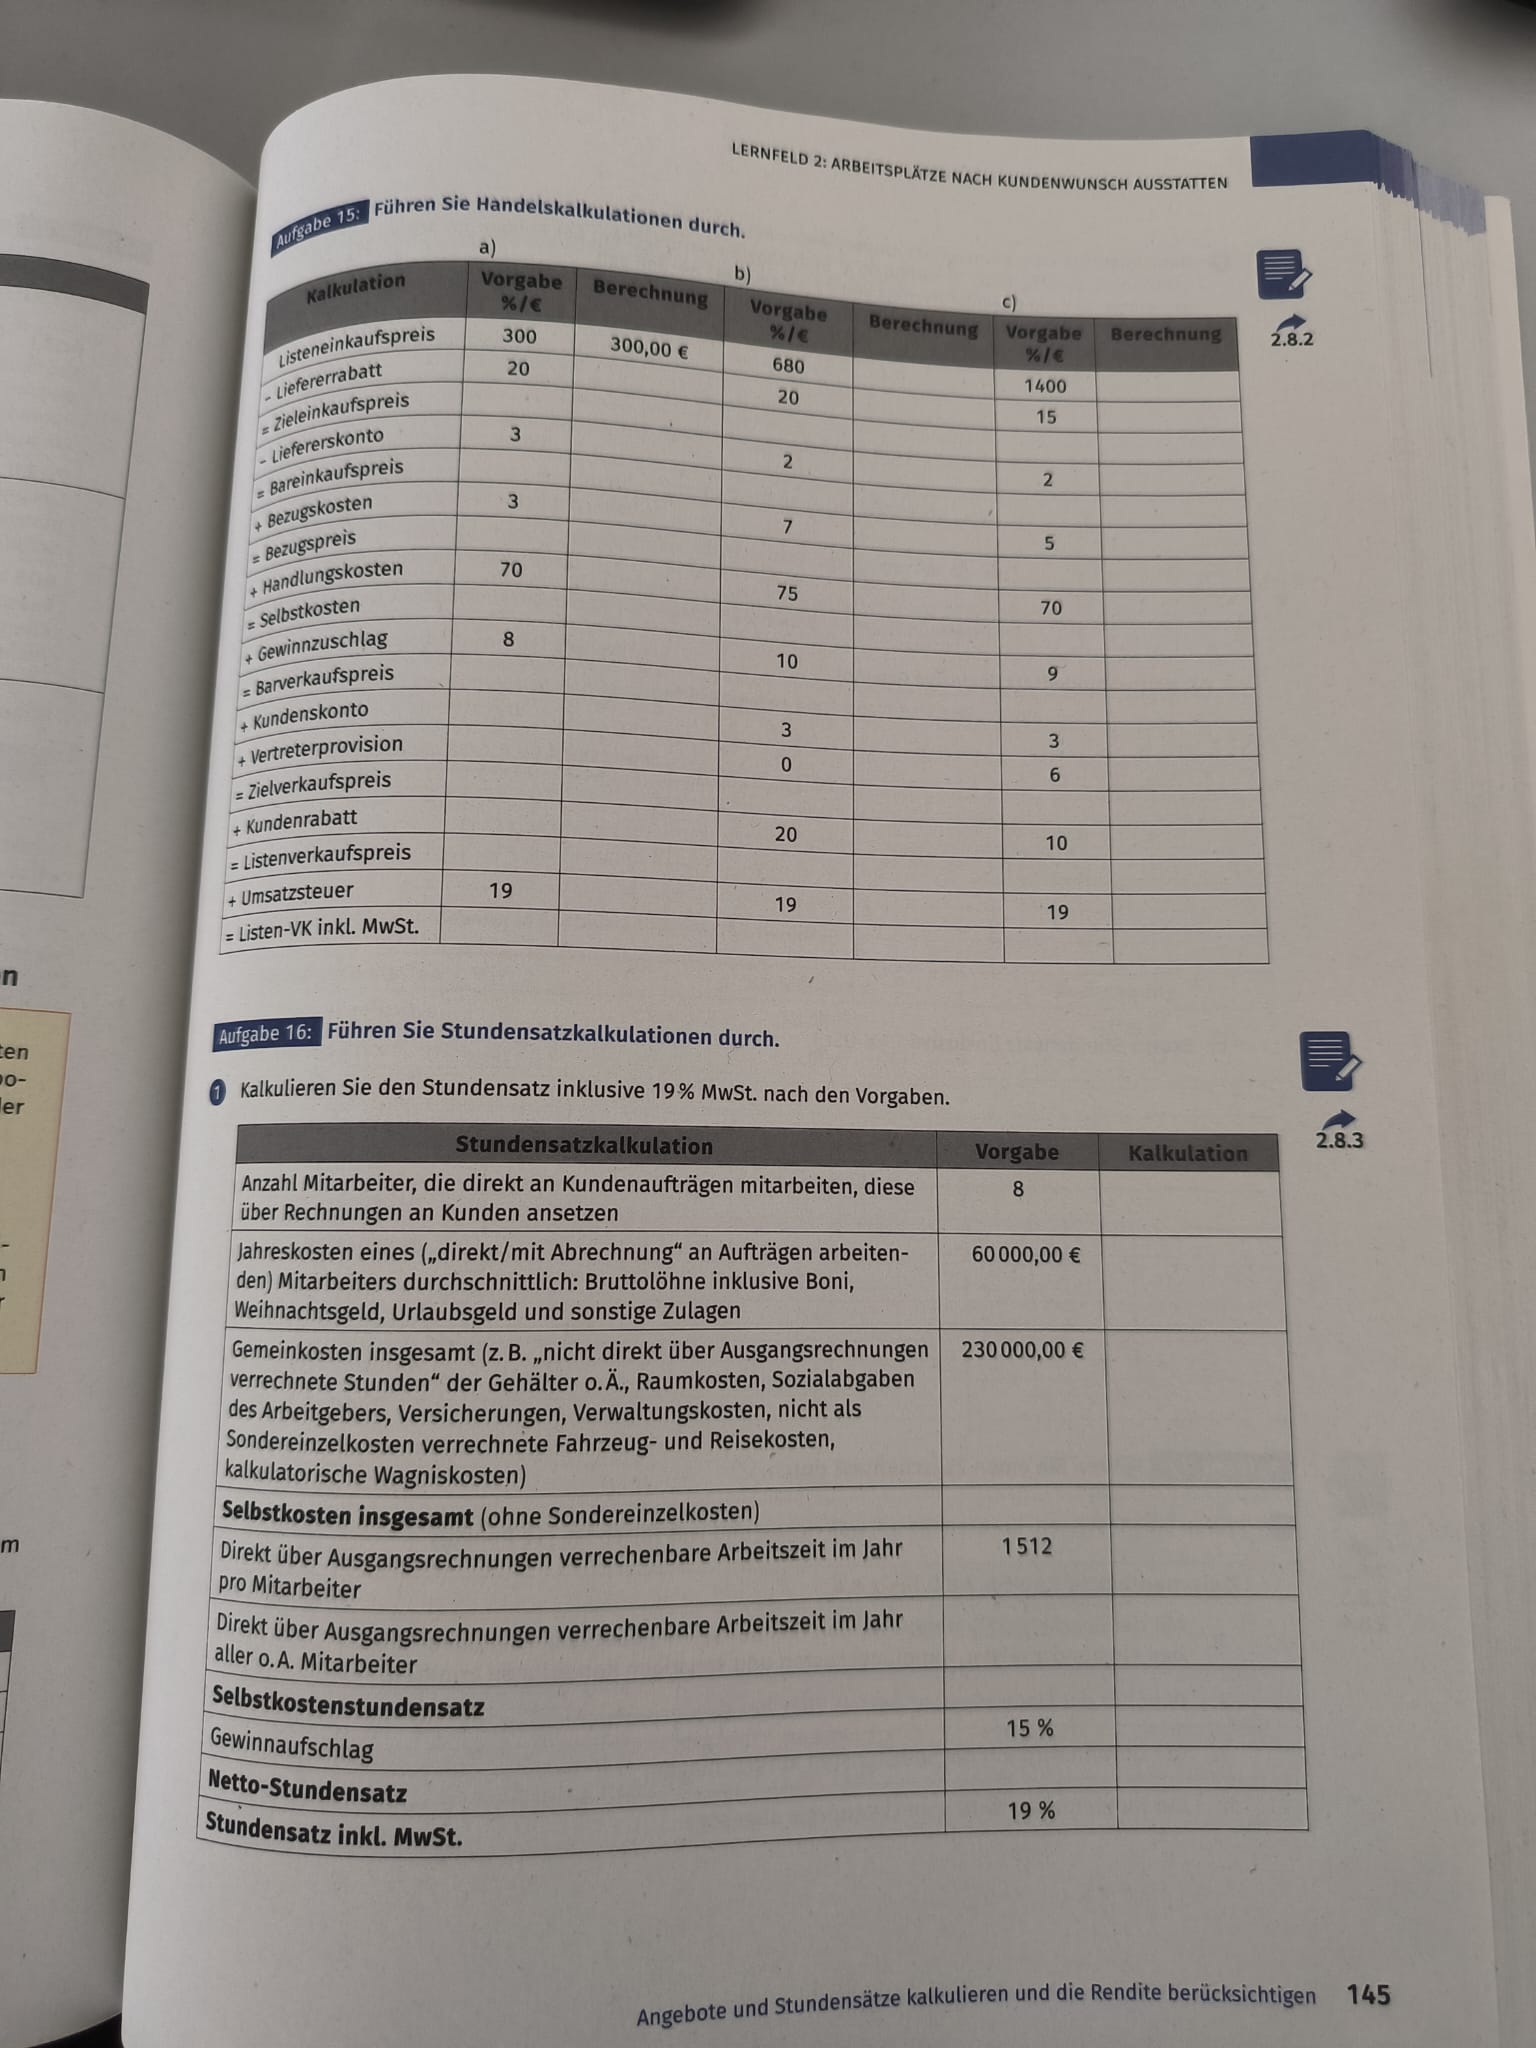 LERNFELD 2: ARBEITSPLÄTZE NACH KUNDENWUNSCH AUSSTATTEN
Aufgabe 15: Führen Sie Handelskalkulationen durch.
a) b) c)
Kalkulation Vorgabe %/€ Berechnung Vorgabe %/€ Berechnung Vorgabe %/€ Berechnung
Listeneinkaufspreis 300 300,00 € 680 1400
- Liefererrabatt 20 20 15
= Zieleinkaufspreis
- Liefererskonto 3 2 2
= Bareinkaufspreis
+ Bezugskosten 3 7 5
= Bezugspreis
+ Handlungskosten 70 75 70
= Selbstkosten
+ Gewinnzuschlag 8 10 9
= Barverkaufspreis
+ Kundenskonto 3 3
+ Vertreterprovision 0 6
= Zielverkaufspreis
+ Kundenrabatt 20 10
= Listenverkaufspreis
+ Umsatzsteuer 19 19 19
= Listen-VK inkl. MwSt.
2.8.2
Aufgabe 16: Führen Sie Stundensatzkalkulationen durch.
1 Kalkulieren Sie den Stundensatz inklusive 19 % MwSt. nach den Vorgaben.
2.8.3
Stundensatzkalkulation Vorgabe Kalkulation
Anzahl Mitarbeiter, die direkt an Kundenaufträgen mitarbeiten, diese 8
über Rechnungen an Kunden ansetzen
Jahreskosten eines („direkt/mit Abrechnung“ an Aufträgen arbeiten- 60 000,00 €
den) Mitarbeiters durchschnittlich: Bruttolöhne inklusive Boni,
Weihnachtsgeld, Urlaubsgeld und sonstige Zulagen
Gemeinkosten insgesamt (z. B. „nicht direkt über Ausgangsrechnungen 230 000,00 €
verrechnete Stunden“ der Gehälter o. Ä., Raumkosten, Sozialabgaben
des Arbeitgebers, Versicherungen, Verwaltungskosten, nicht als
Sondereinzelkosten verrechnete Fahrzeug- und Reisekosten,
kalkulatorische Wagniskosten)
Selbstkosten insgesamt (ohne Sondereinzelkosten)
Direkt über Ausgangsrechnungen verrechenbare Arbeitszeit im Jahr 1 512
pro Mitarbeiter
Direkt über Ausgangsrechnungen verrechenbare Arbeitszeit im Jahr
aller o. A. Mitarbeiter
Selbstkostenstundensatz
Gewinnaufschlag 15 %
Netto-Stundensatz
Stundensatz inkl. MwSt. 19 %
Angebote und Stundensätze kalkulieren und die Rendite berücksichtigen 145